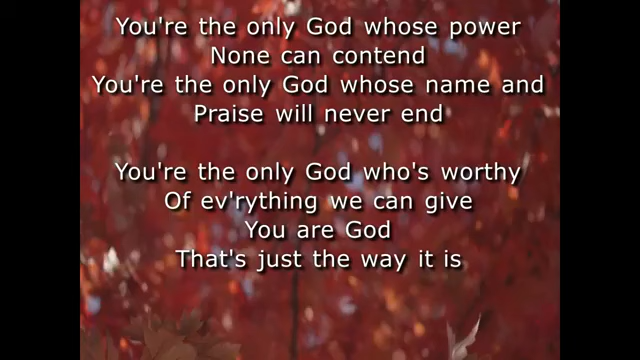 You're the only God whose power
None can contend
You're the only God whose name and
Praise will never end
You're the only God who's worthy
Of ev'rything we can give
You are God
That's just the way it is